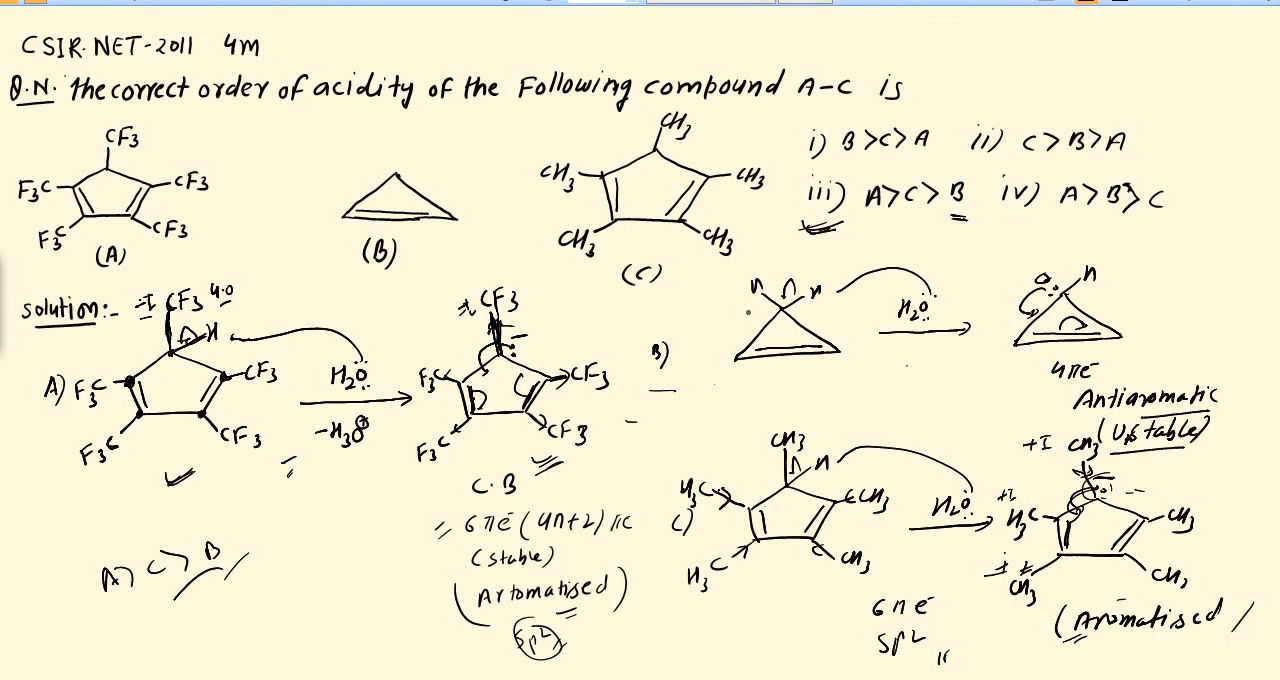 CSIR-NET-2011 4M
Q.N. The correct order of acidity of the Following compound A-C is
CF3
F3C
CF3
F3C
CF3
(A)
(B)
CH3
CH3
CH3
CH3
CH3
(C)
i) B>C>A ii) C>B>A
iii) A>C>B iv) A>B>C
Solution:-
-I CF3 4.0
H
A) F3C
CF3
F3C
CF3
H2O
-H3O⊕
CF3
F3C
CF3
F3C
CF3
C.B
= 6πe (4n+2)πe
(stable)
(Artomatised)
Sp2
A>C>B
B)
H H
H2O
H
4πe
Antiaromatic
(Unstable)
C)
CH3
H
H3C
CH3
H3C
CH3
H2O
+I CH3
+I
H3C
CH3
CH3
CH3
6πe
Sp2
(Aromatised)